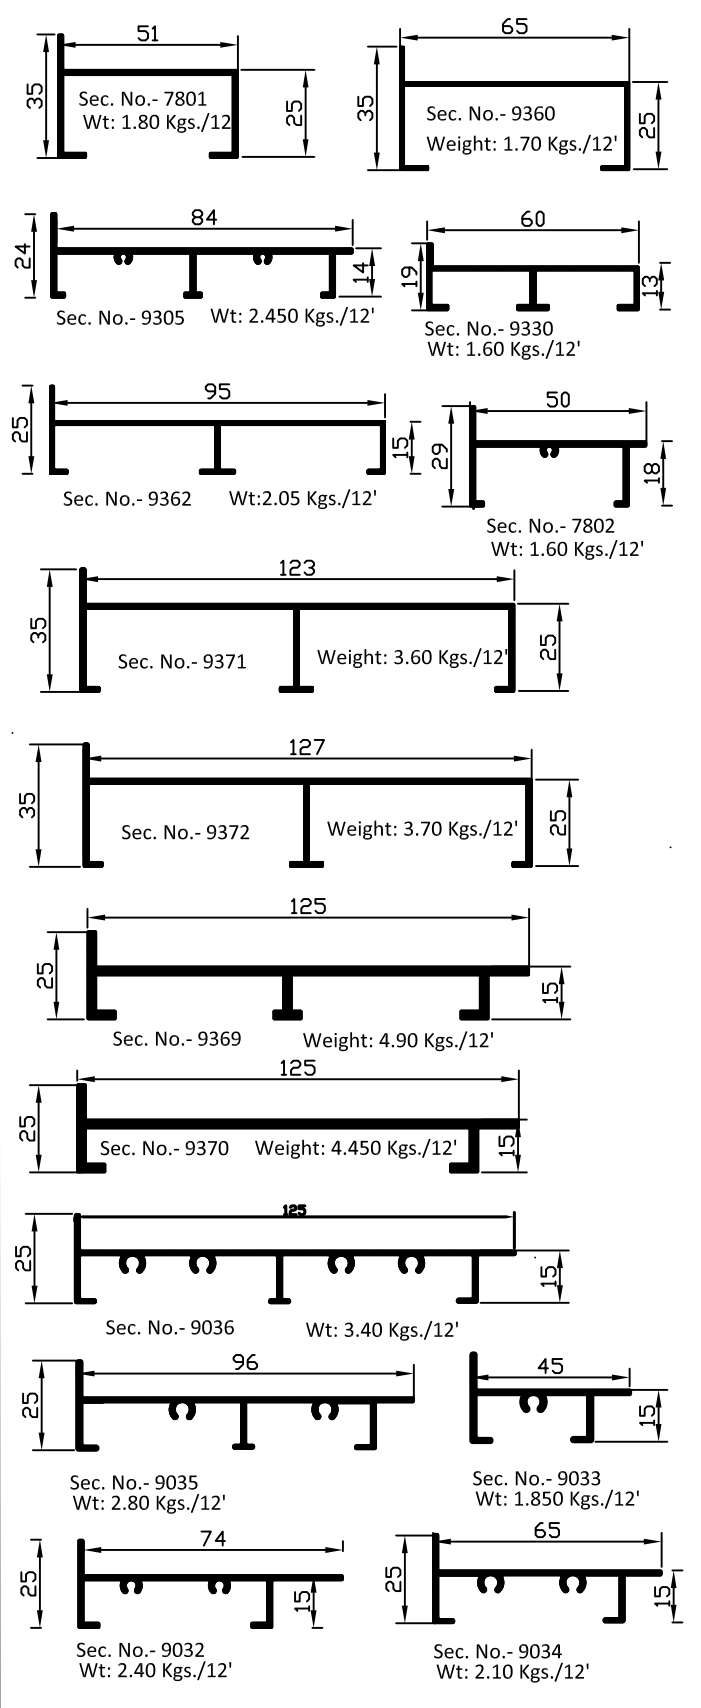 51
35
25
Sec. No.- 7801
Wt: 1.80 Kgs./12
65
35
25
Sec. No.- 9360
Weight: 1.70 Kgs./12'
84
24
14
Sec. No.- 9305 Wt: 2.450 Kgs./12'
60
19
13
Sec. No.- 9330
Wt: 1.60 Kgs./12'
95
25
15
Sec. No.- 9362 Wt:2.05 Kgs./12'
50
29
18
Sec. No.- 7802
Wt: 1.60 Kgs./12'
123
35
25
Sec. No.- 9371 Weight: 3.60 Kgs./12'
127
35
25
Sec. No.- 9372 Weight: 3.70 Kgs./12'
125
25
15
Sec. No.- 9369 Weight: 4.90 Kgs./12'
125
25
15
Sec. No.- 9370 Weight: 4.450 Kgs./12'
125
25
15
Sec. No.- 9036 Wt: 3.40 Kgs./12'
96
25
Sec. No.- 9035
Wt: 2.80 Kgs./12'
45
15
Sec. No.- 9033
Wt: 1.850 Kgs./12'
74
25
15
Sec. No.- 9032
Wt: 2.40 Kgs./12'
65
25
15
Sec. No.- 9034
Wt: 2.10 Kgs./12'